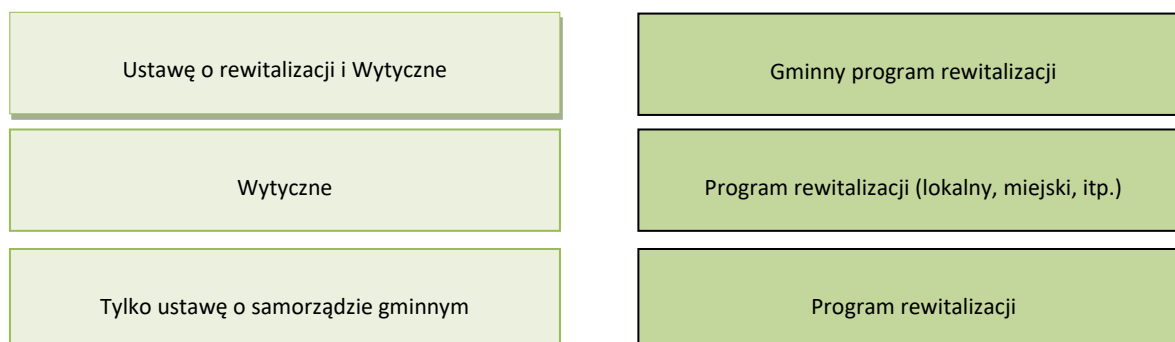 Ustawę o rewitalizacji i Wytyczne
Gminny program rewitalizacji
Wytyczne
Program rewitalizacji (lokalny, miejski, itp.)
Tylko ustawę o samorządzie gminnym
Program rewitalizacji